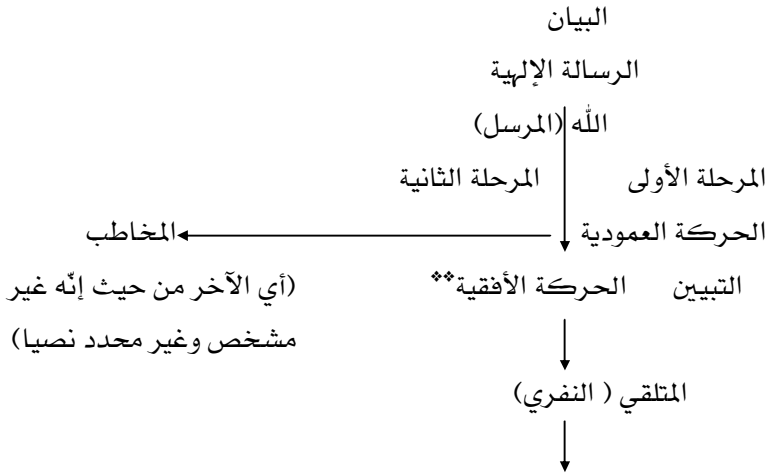 البيان
الرسالة الإلهية
الله (المرسل)
المرحلة الأولى المرحلة الثانية
الحركة العمودية المخاطب
التبيين الحركة الأفقية** (أي الآخر من حيث إنّه غير
مشخص وغير محدد نصيا)
المتلقي ( النفري)